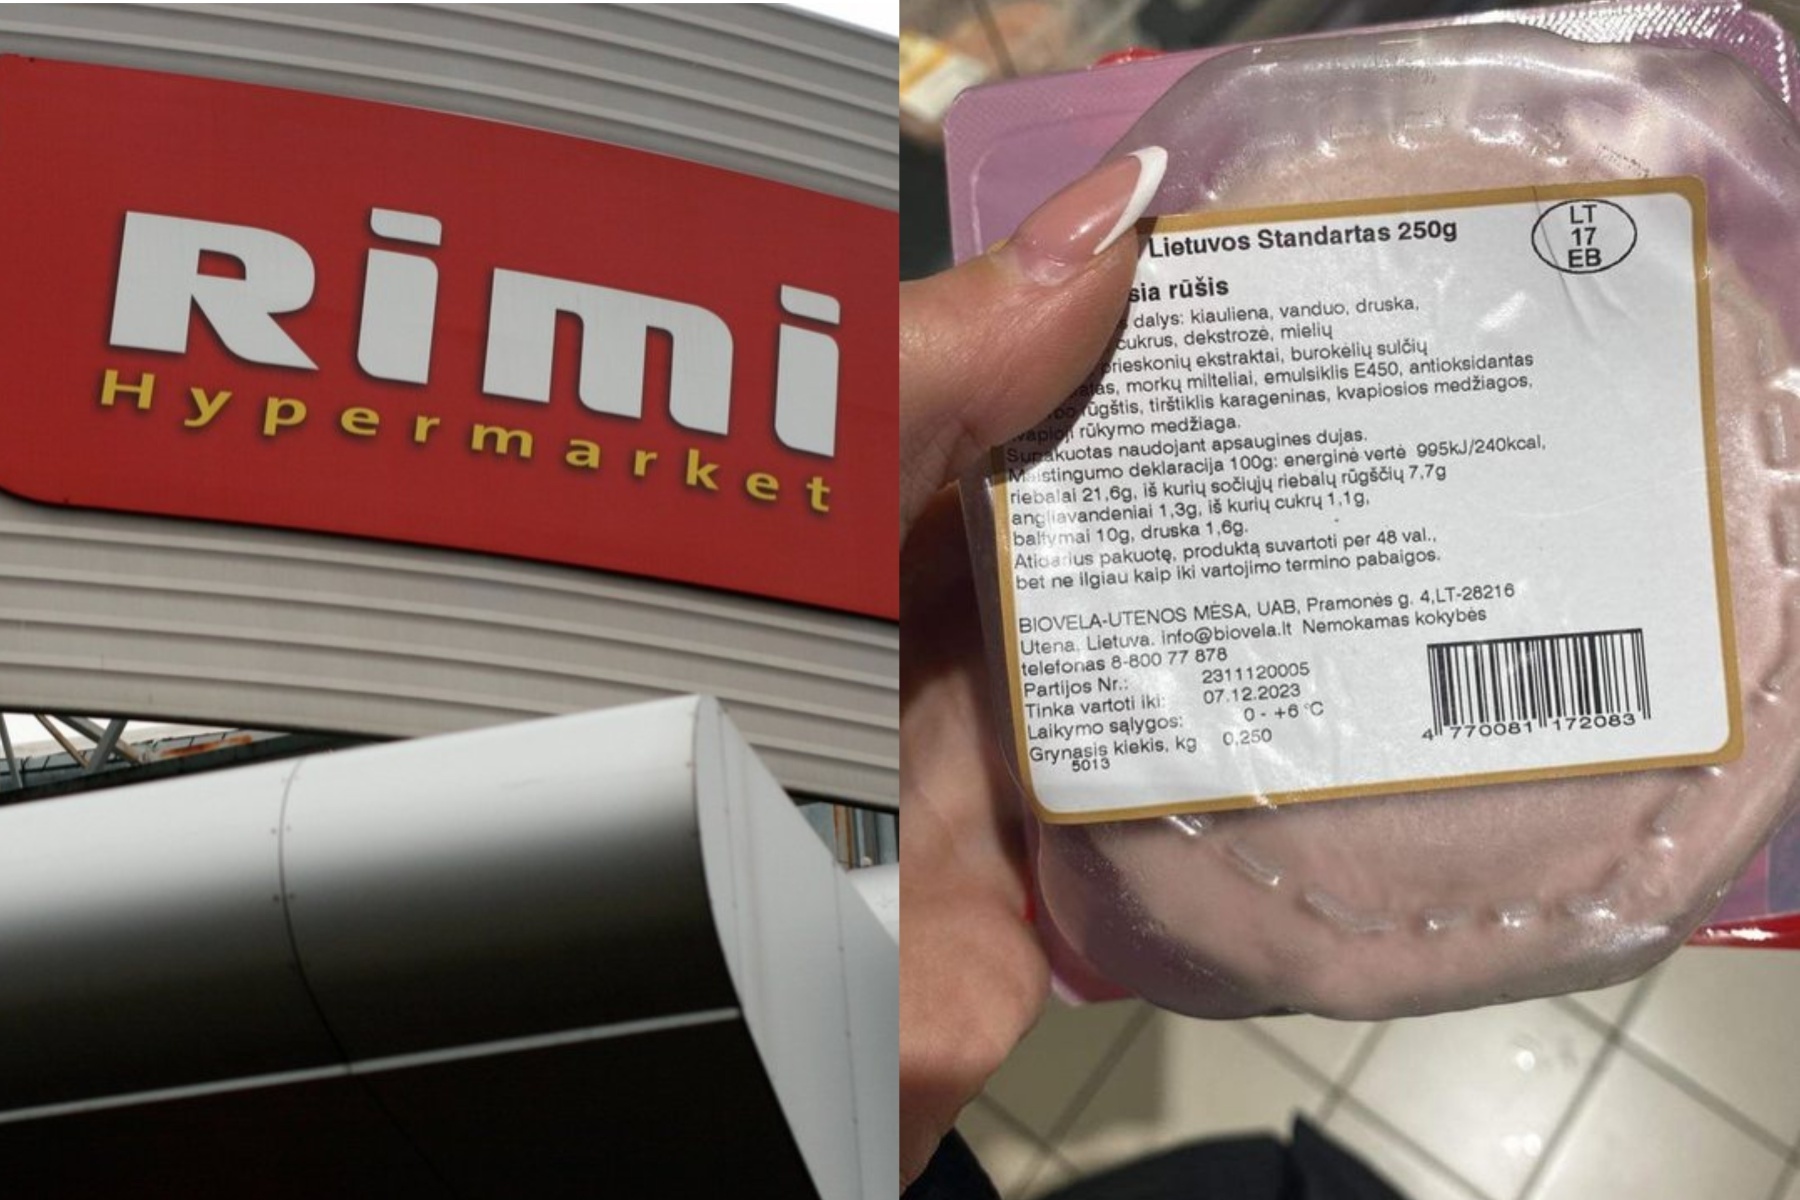 Rimi
Hypermarket
Lietuvos Standartas 250g
LT
17
EB
sia rūšis
dalys: kiauliena, vanduo, druska,
cukrus, dekstrozė, mielių
prieskonių ekstraktai, burokėlių sulčių
morkų milteliai, emulsiklis E450, antioksidantas
rūgštis, tirštiklis karageninas, kvapiosios medžiagos,
rūkymo medžiaga.
Supakuotas naudojant apsaugines dujas.
Maistingumo deklaracija 100g: energinė vertė 995kJ/240kcal,
riebalai 21,6g, iš kurių sočiųjų riebalų rūgščių 7,7g
angliavandeniai 1,3g, iš kurių cukrų 1,1g,
baltymai 10g, druska 1,6g.
Atidarius pakuotę, produktą suvartoti per 48 val.,
bet ne ilgiau kaip iki vartojimo termino pabaigos.
BIOVELA-UTENOS MĖSA, UAB, Pramonės g. 4,LT-28216
Utena, Lietuva. info@biovela.lt Nemokamas kokybės
telefonas 8-800 77 878
Partijos Nr.: 2311120005
Tinka vartoti iki: 07.12.2023
Laikymo sąlygos: 0 - +6 °C
Grynasis kiekis, kg 0,250
5013
4 770081 172083